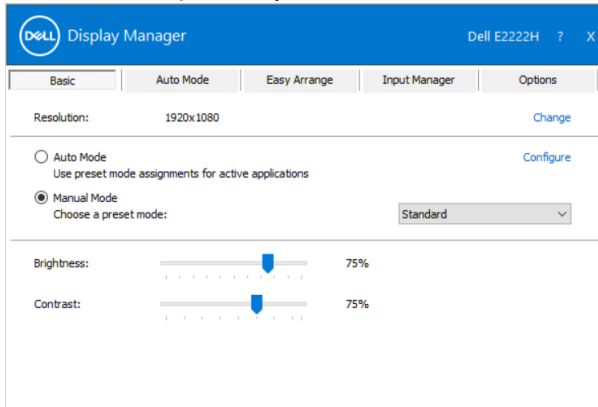 DELL Display Manager Dell E2222H ? X
Basic Auto Mode Easy Arrange Input Manager Options
Resolution: 1920x1080 Change
Auto Mode Configure
Use preset mode assignments for active applications
Manual Mode
Choose a preset mode: Standard
Brightness: 75%
Contrast: 75%